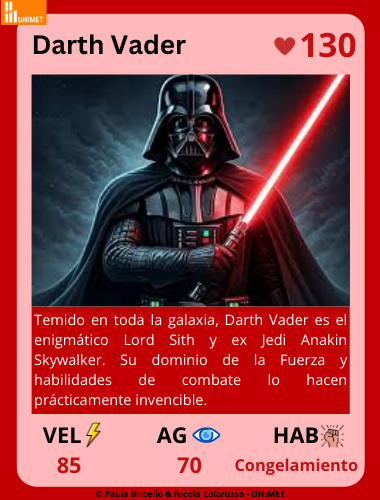 UNIMET
Darth Vader
130
Temido en toda la galaxia, Darth Vader es el
enigmático Lord Sith y ex Jedi Anakin
Skywalker. Su dominio de la Fuerza y
habilidades de combate lo hacen
prácticamente invencible.
VEL AG HAB
85 70 Congelamiento
© Paula Briceño & Nicola Colarusso - UNIMET